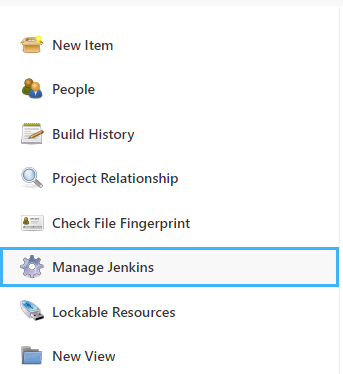 New Item
People
Build History
Project Relationship
Check File Fingerprint
Manage Jenkins
Lockable Resources
New View